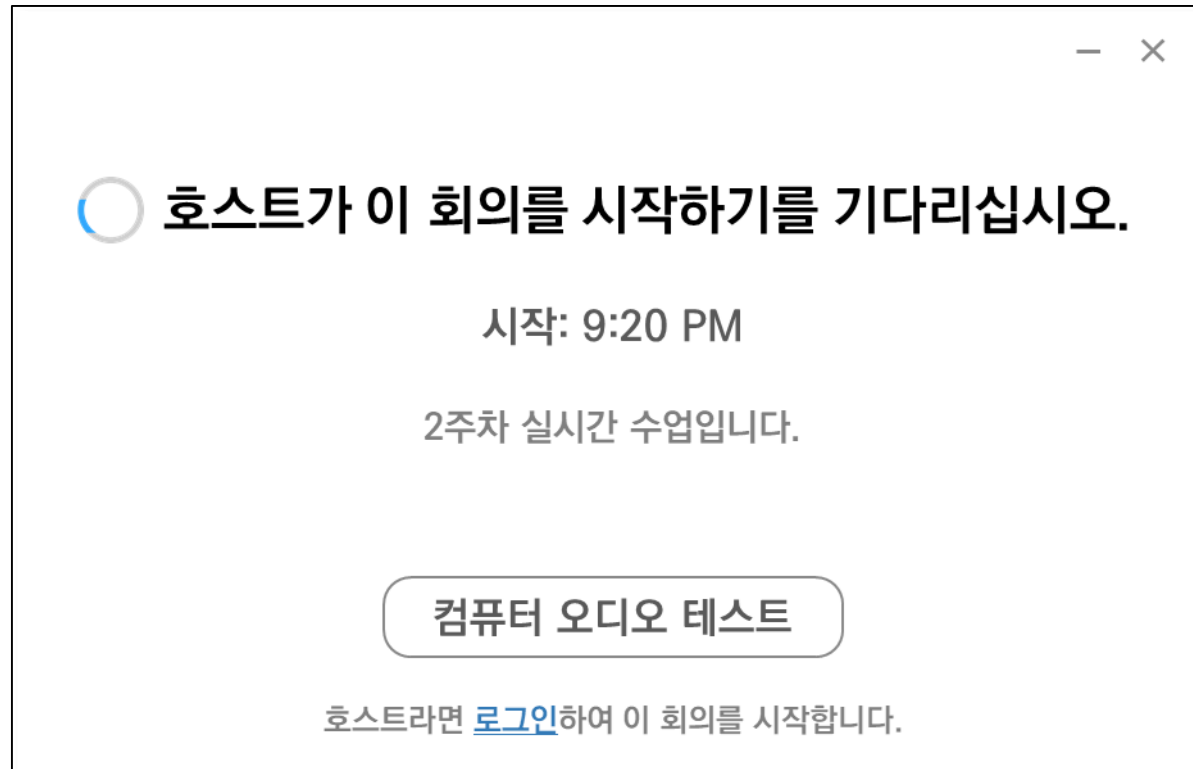 호스트가 이 회의를 시작하기를 기다리십시오.
시작: 9:20 PM
2주차 실시간 수업입니다.
컴퓨터 오디오 테스트
호스트라면 로그인하여 이 회의를 시작합니다.